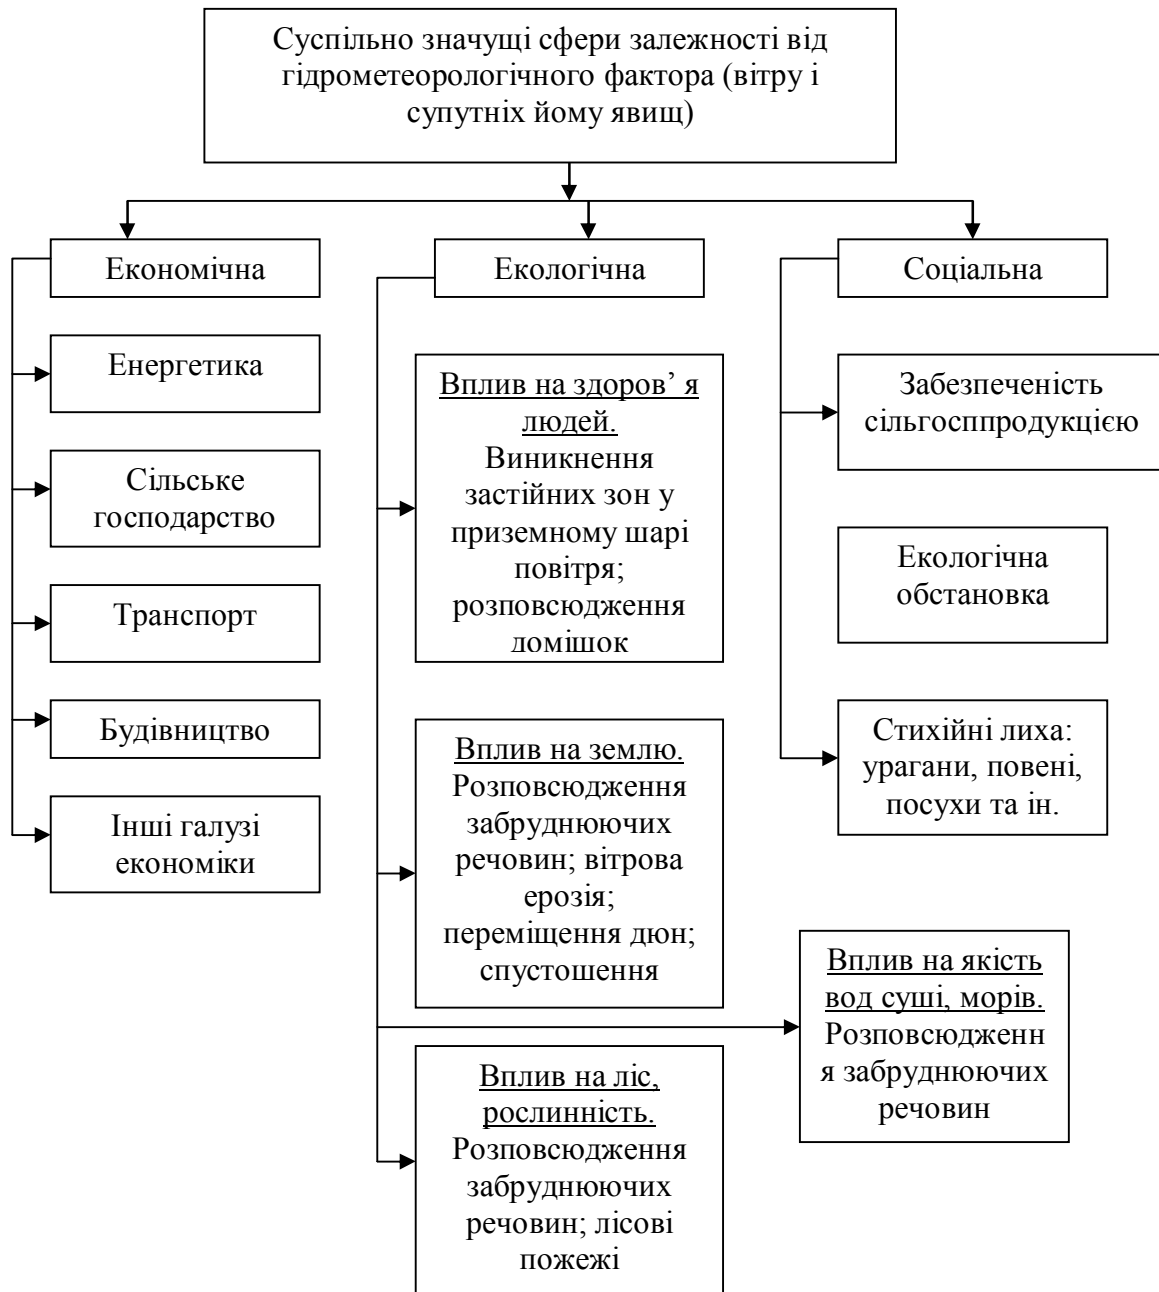 Суспільно значущі сфери залежності від
гідрометеорологічного фактора (вітру і
супутніх йому явищ)
Економічна
Екологічна
Соціальна
Енергетика
Сільське
господарство
Транспорт
Будівництво
Інші галузі
економіки
Вплив на здоров’ я
людей.
Виникнення
застійних зон у
приземному шарі
повітря;
розповсюдження
домішок
Вплив на землю.
Розповсюдження
забруднюючих
речовин; вітрова
ерозія;
переміщення дюн;
спустошення
Вплив на ліс,
рослинність.
Розповсюдження
забруднюючих
речовин; лісові
пожежі
Вплив на якість
вод суші, морів.
Розповсюдженн
я забруднюючих
речовин
Забезпеченість
сільгосппродукцією
Екологічна
обстановка
Стихійні лиха:
урагани, повені,
посухи та ін.